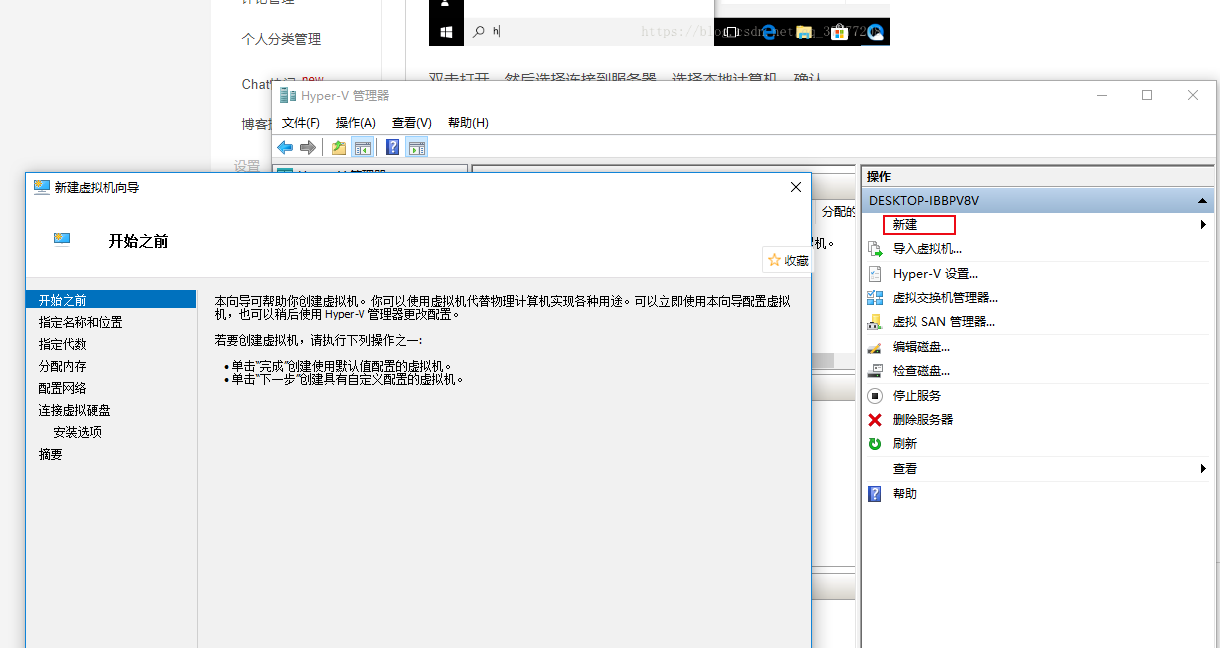 个人分类管理
h
双击打开，然后选择连接到服务器，选择本地计算机，确认
Hyper-V 管理器
文件(F) 操作(A) 查看(V) 帮助(H)
设置
新建虚拟机向导
开始之前
收藏
开始之前
指定名称和位置
指定代数
分配内存
配置网络
连接虚拟硬盘
安装选项
摘要
本向导可帮助你创建虚拟机。你可以使用虚拟机代替物理计算机实现各种用途。可以立即使用本向导配置虚拟
机，也可以稍后使用 Hyper-V 管理器更改配置。
若要创建虚拟机，请执行下列操作之一:
• 单击"完成"创建使用默认值配置的虚拟机。
• 单击"下一步"创建具有自定义配置的虚拟机。
分配的
机。
操作
DESKTOP-IBBPV8V
新建
导入虚拟机...
Hyper-V 设置...
虚拟交换机管理器...
虚拟 SAN 管理器...
编辑磁盘...
检查磁盘...
停止服务
删除服务器
刷新
查看
帮助